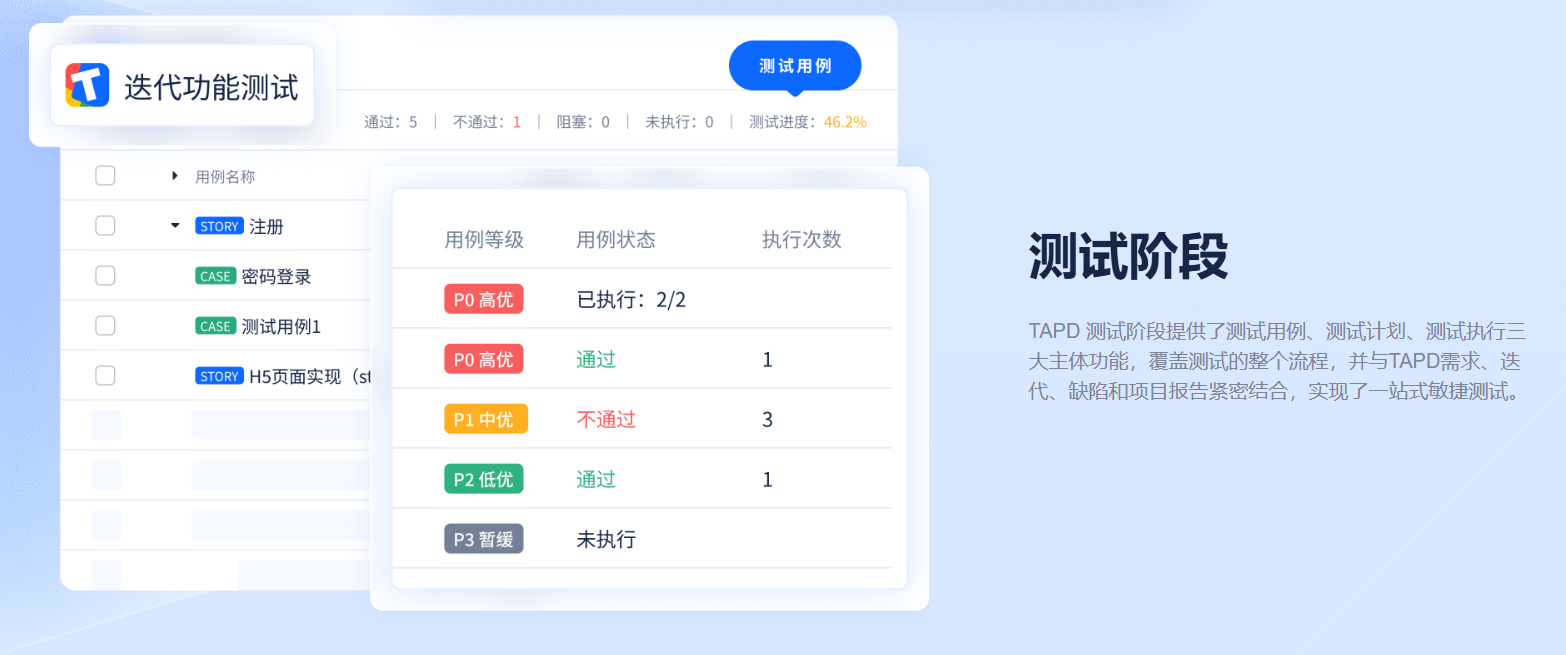 迭代功能测试
测试用例
通过：5 | 不通过：1 | 阻塞：0 | 未执行：0 | 测试进度：46.2%
用例名称
STORY 注册
CASE 密码登录
CASE 测试用例1
STORY H5页面实现（st
用例等级 用例状态 执行次数
P0 高优 已执行：2/2
P0 高优 通过 1
P1 中优 不通过 3
P2 低优 通过 1
P3 暂缓 未执行
测试阶段
TAPD 测试阶段提供了测试用例、测试计划、测试执行三
大主体功能，覆盖测试的整个流程，并与TAPD需求、迭
代、缺陷和项目报告紧密结合，实现了一站式敏捷测试。